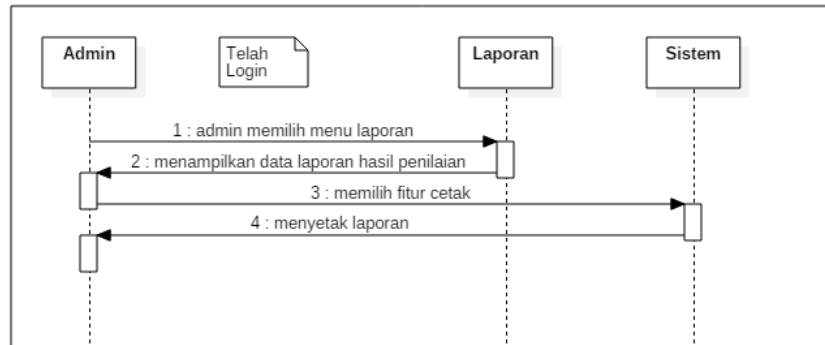 Admin
Telah
Login
Laporan
Sistem
1 : admin memilih menu laporan
2 : menampilkan data laporan hasil penilaian
3 : memilih fitur cetak
4 : menyetak laporan